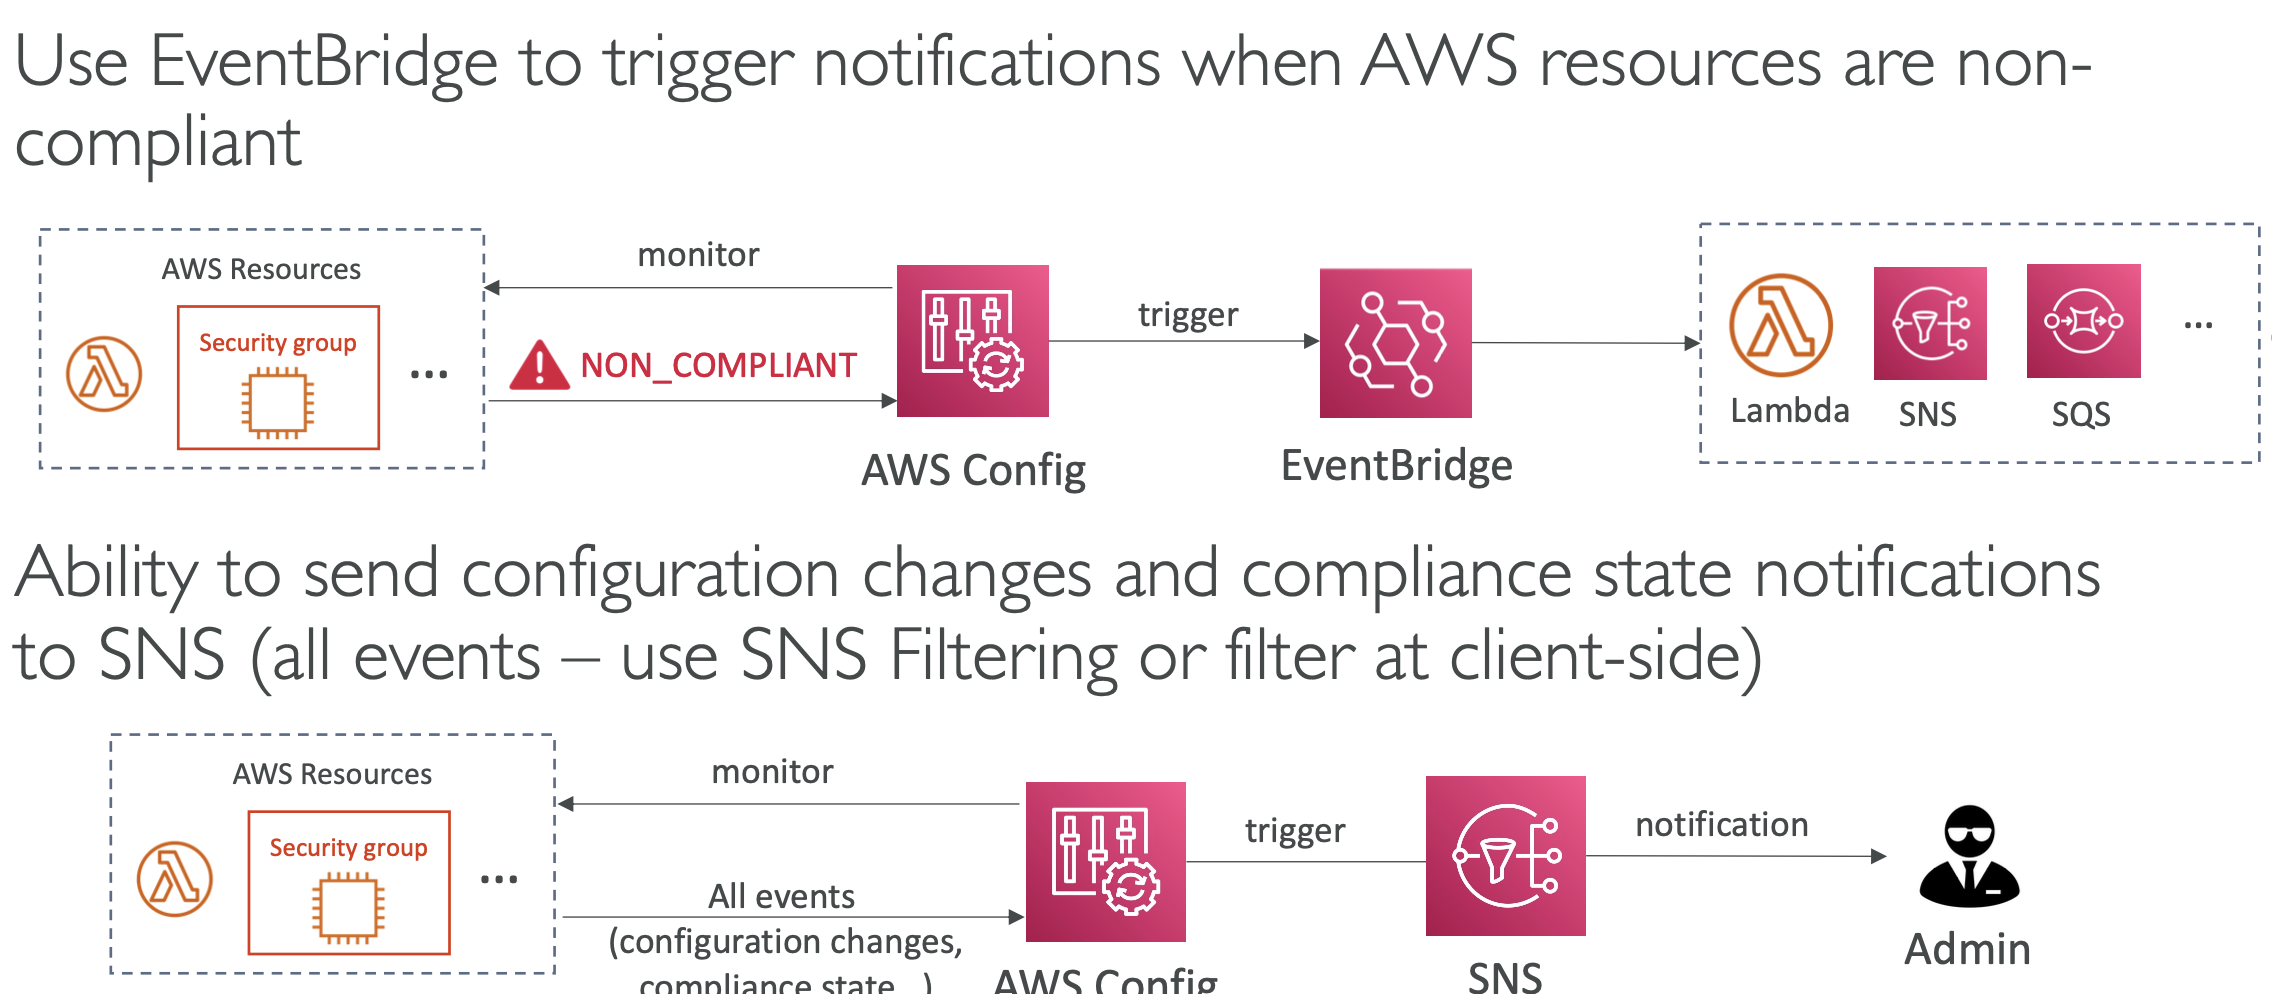 Use EventBridge to trigger notifications when AWS resources are non-
compliant
AWS Resources
Security group
...
monitor
NON_COMPLIANT
AWS Config
trigger
EventBridge
Lambda
SNS
SQS
...
Ability to send configuration changes and compliance state notifications
to SNS (all events – use SNS Filtering or filter at client-side)
AWS Resources
Security group
...
monitor
All events
(configuration changes,
compliance state...)
AWS Config
trigger
SNS
notification
Admin